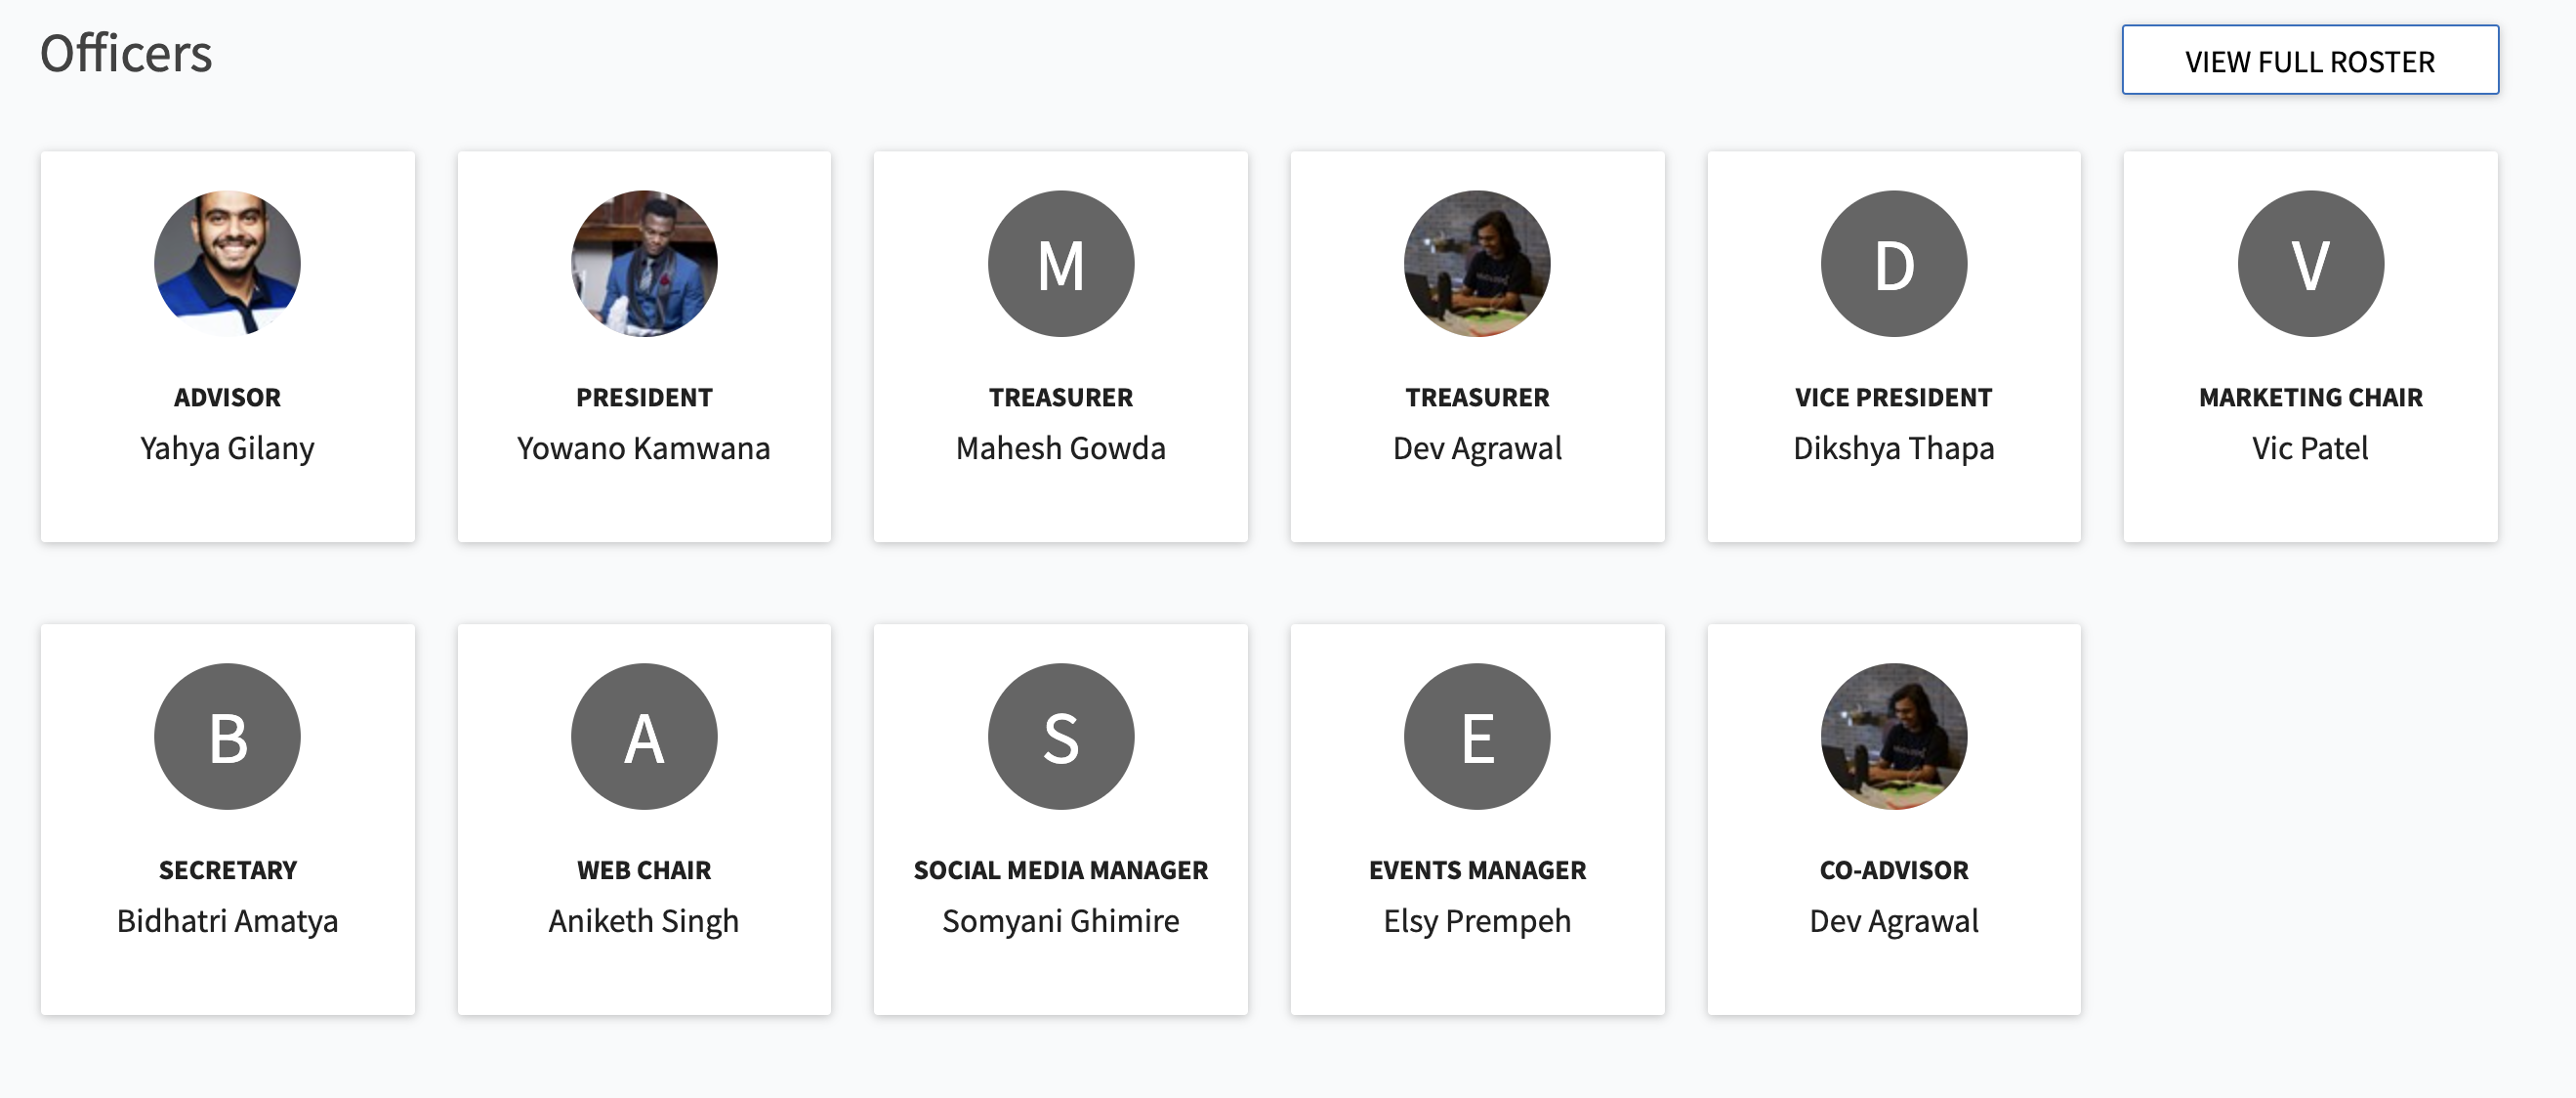 Officers
VIEW FULL ROSTER
ADVISOR
Yahya Gilany
PRESIDENT
Yowano Kamwana
M
TREASURER
Mahesh Gowda
TREASURER
Dev Agrawal
D
VICE PRESIDENT
Dikshya Thapa
V
MARKETING CHAIR
Vic Patel
B
SECRETARY
Bidhatri Amatya
A
WEB CHAIR
Aniketh Singh
S
SOCIAL MEDIA MANAGER
Somyani Ghimire
E
EVENTS MANAGER
Elsy Prempeh
CO-ADVISOR
Dev Agrawal